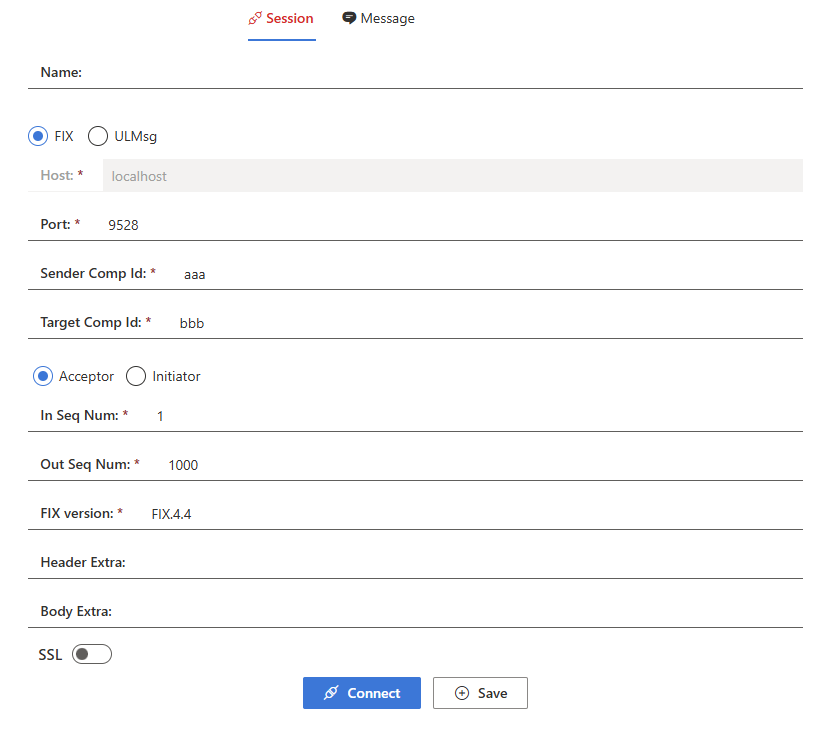 Session Message
Name:
FIX ULMsg
Host: * localhost
Port: * 9528
Sender Comp Id: * aaa
Target Comp Id: * bbb
Acceptor Initiator
In Seq Num: * 1
Out Seq Num: * 1000
FIX version: * FIX.4.4
Header Extra:
Body Extra:
SSL
Connect Save